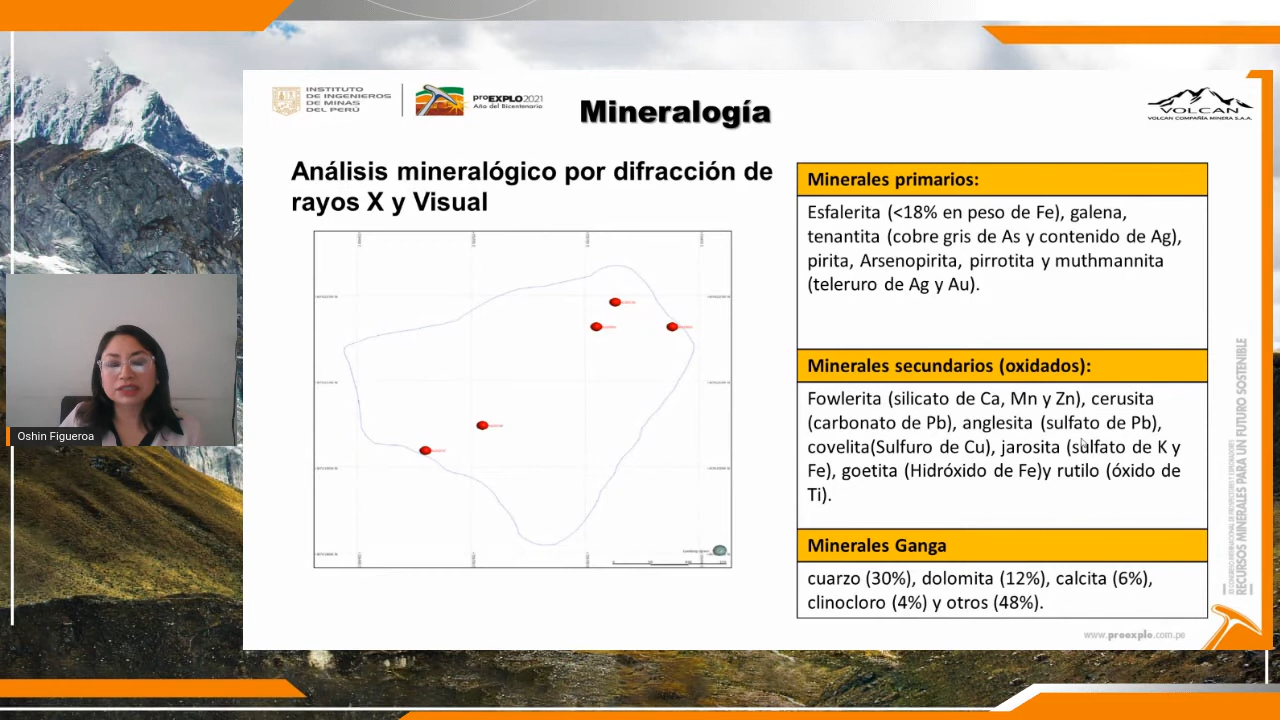 INSTITUTO
DE INGENIEROS
DE MINAS
DEL PERÚ
proEXPLO2021
Año del Bicentenario
Mineralogía
VOLCAN
VOLCAN COMPAÑÍA MINERA S.A.A.
Análisis mineralógico por difracción de
rayos X y Visual
Minerales primarios:
Esfalerita (<18% en peso de Fe), galena,
tenantita (cobre gris de As y contenido de Ag),
pirita, Arsenopirita, pirrotita y muthmannita
(teleruro de Ag y Au).
Minerales secundarios (oxidados):
Fowlerita (silicato de Ca, Mn y Zn), cerusita
(carbonato de Pb), anglesita (sulfato de Pb),
covelita(Sulfuro de Cu), jarosita (sulfato de K y
Fe), goetita (Hidróxido de Fe)y rutilo (óxido de
Ti).
Minerales Ganga
cuarzo (30%), dolomita (12%), calcita (6%),
clinocloro (4%) y otros (48%).
Oshin Figueroa
RECURSOS MINERALES PARA UN FUTURO SOSTENIBLE
www.proexplo.com.pe